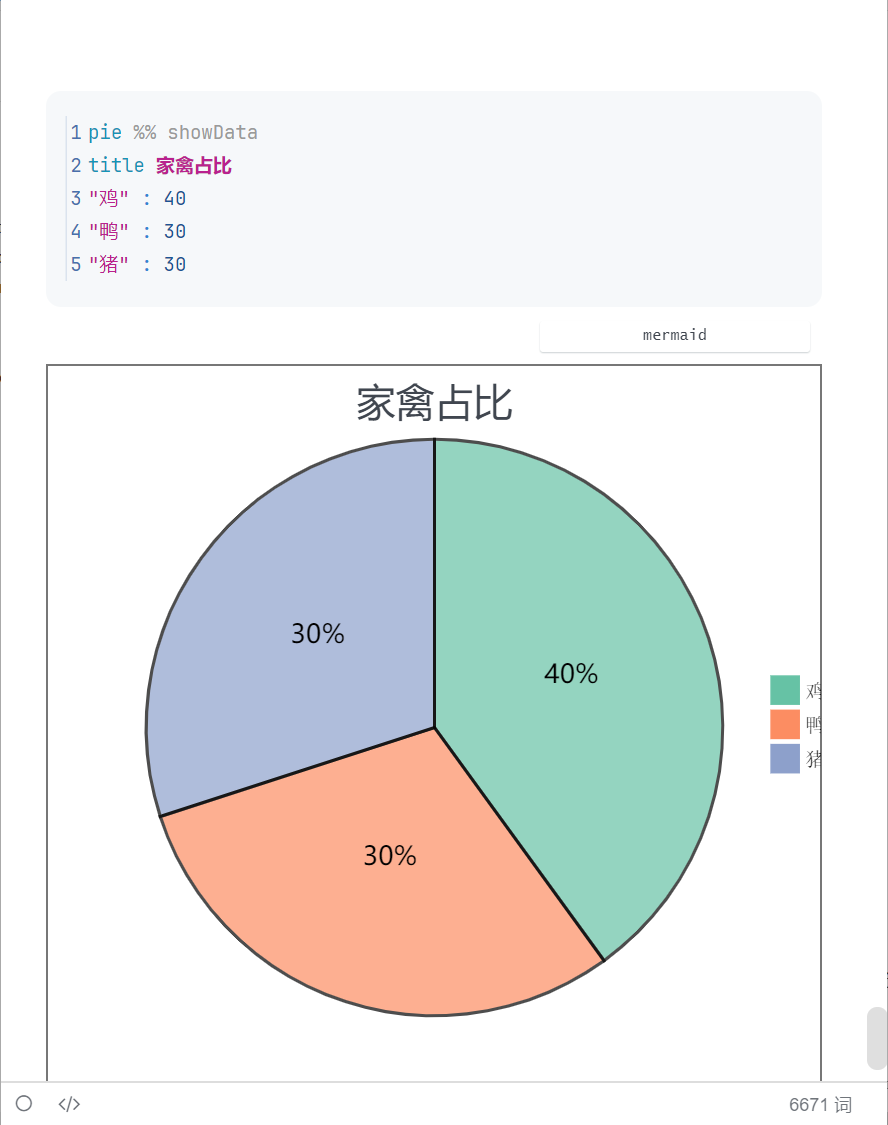 1 pie %% showData
2 title 家禽占比
3 "鸡" : 40
4 "鸭" : 30
5 "猪" : 30
mermaid
家禽占比
30%
40%
30%
鸡
鸭
猪
6671 词